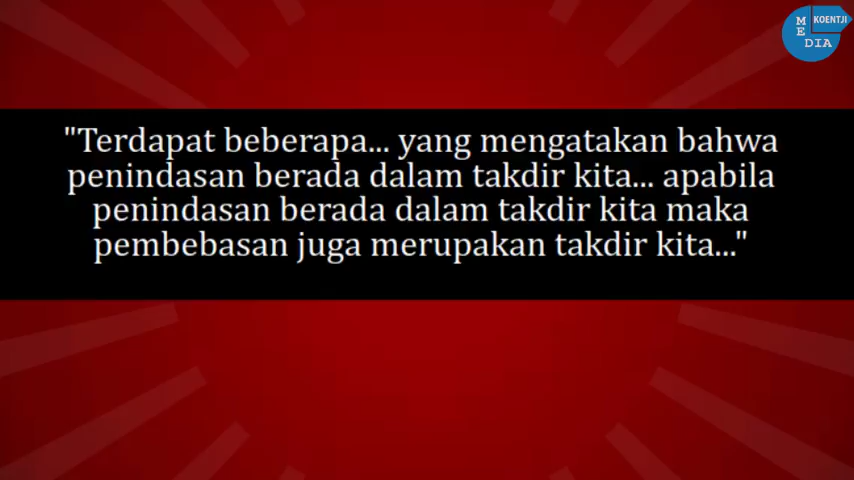 MEDIA KOENTJI
"Terdapat beberapa... yang mengatakan bahwa
penindasan berada dalam takdir kita... apabila
penindasan berada dalam takdir kita maka
pembebasan juga merupakan takdir kita..."